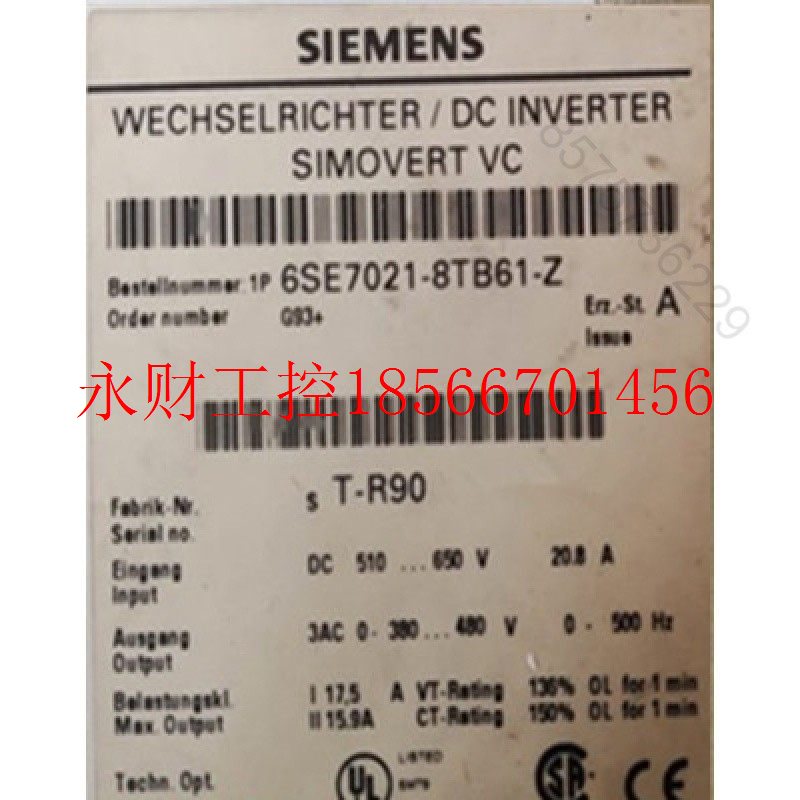 SIEMENS
WECHSELRICHTER / DC INVERTER
SIMOVERT VC
Bestellnummer: 1P 6SE7021-8TB61-Z
Order number G93+
Erz.-St. A
Issue
永财工控18566701456
Fabrik-Nr. S T-R90
Serial no.
Eingang DC 510 ... 650 V 20.8 A
Input
Ausgang 3AC 0- 380 ... 480 V 0 - 500 Hz
Output
Belastungskl. I 17,5 A VT-Rating 136% OL for 1 min
Max. Output II 15.9A CT-Rating 150% OL for 1 min
Techn. Opt. UL LISTED SA CE